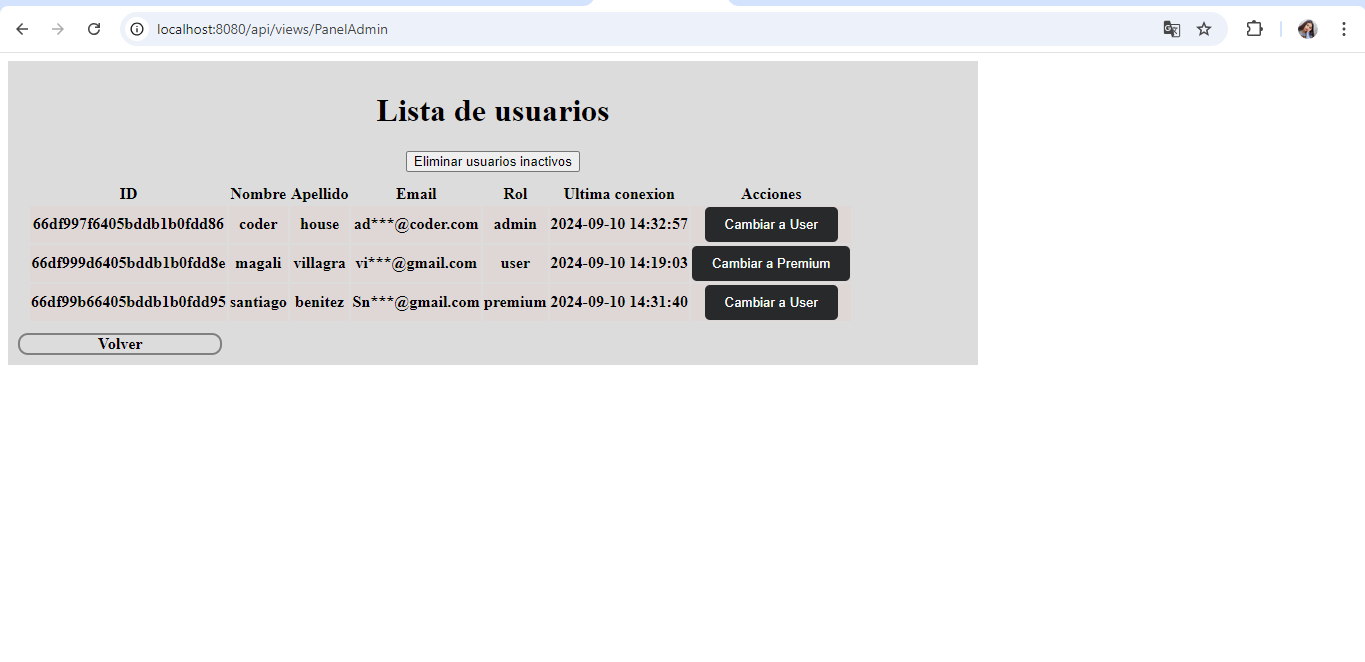 localhost:8080/api/views/PanelAdmin
Lista de usuarios
Eliminar usuarios inactivos
ID Nombre Apellido Email Rol Ultima conexion Acciones
66df997f6405bddb1b0fdd86 coder house ad***@coder.com admin 2024-09-10 14:32:57 Cambiar a User
66df999d6405bddb1b0fdd8e magali villagra vi***@gmail.com user 2024-09-10 14:19:03 Cambiar a Premium
66df99b66405bddb1b0fdd95 santiago benitez Sn***@gmail.com premium 2024-09-10 14:31:40 Cambiar a User
Volver